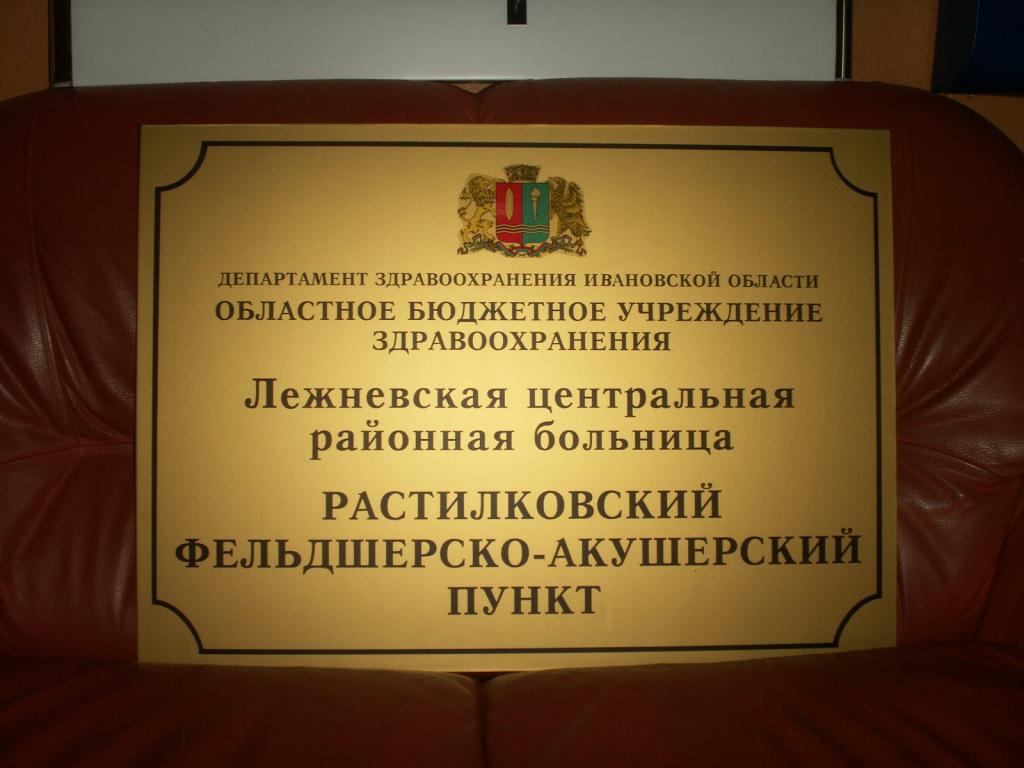 ДЕПАРТАМЕНТ ЗДРАВООХРАНЕНИЯ ИВАНОВСКОЙ ОБЛАСТИ
ОБЛАСТНОЕ БЮДЖЕТНОЕ УЧРЕЖДЕНИЕ
ЗДРАВООХРАНЕНИЯ
Лежневская центральная
районная больница
РАСТИЛКОВСКИЙ
ФЕЛЬДШЕРСКО-АКУШЕРСКИЙ
ПУНКТ